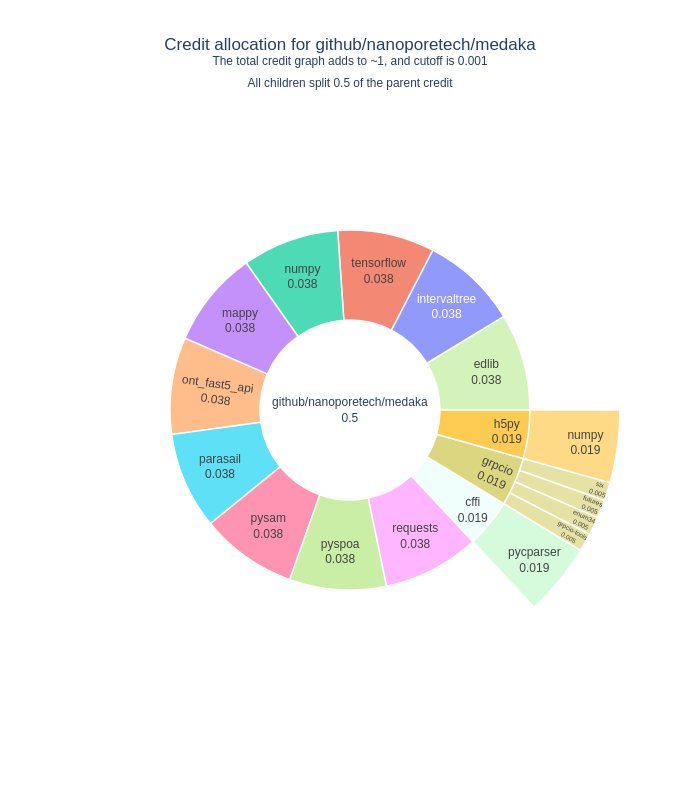 Credit allocation for github/nanoporetech/medaka
The total credit graph adds to ~1, and cutoff is 0.001
All children split 0.5 of the parent credit
tensorflow
0.038
numpy
0.038
intervaltree
0.038
mappy
0.038
edlib
0.038
ont_fast5_api
0.038
github/nanoporetech/medaka
0.5
h5py
0.019
numpy
0.019
grpcio
0.019
six
0.005
futures
0.005
enum34
0.005
grpcio-tools
0.005
parasail
0.038
cffi
0.019
pycparser
0.019
pysam
0.038
requests
0.038
pyspoa
0.038